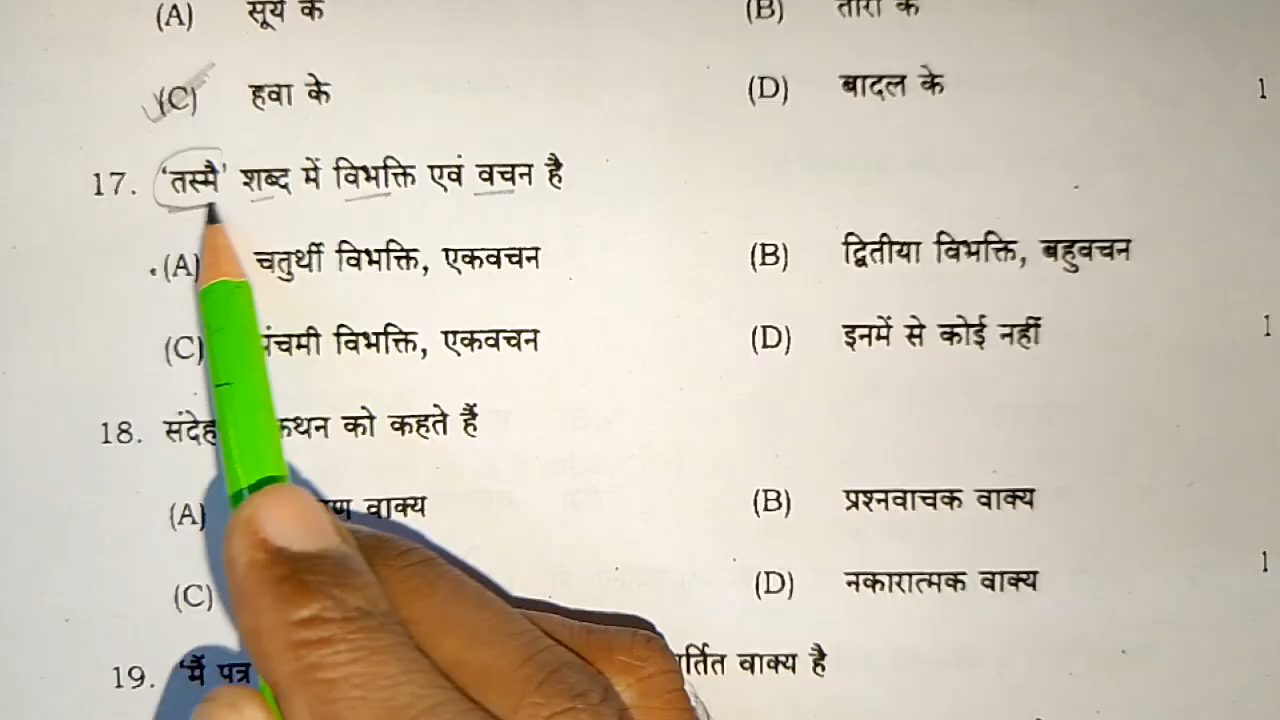 (A) सूर्य के (B) तारों के
(C) हवा के (D) बादल के 1
17. 'तस्मै' शब्द में विभक्ति एवं वचन है
(A) चतुर्थी विभक्ति, एकवचन (B) द्वितीया विभक्ति, बहुवचन
(C) पंचमी विभक्ति, एकवचन (D) इनमें से कोई नहीं 1
18. संदेह कथन को कहते हैं
(A) वाक्य (B) प्रश्नवाचक वाक्य
(C) (D) नकारात्मक वाक्य 1
19. 'मैं पत्र वाक्य है